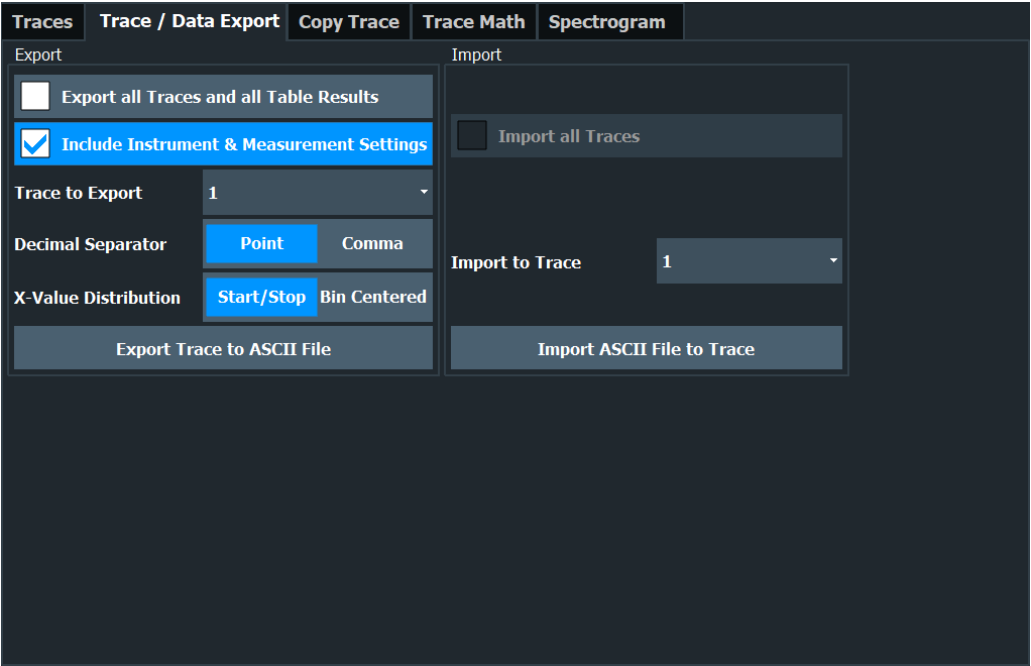 Traces Trace / Data Export Copy Trace Trace Math Spectrogram
Export
Export all Traces and all Table Results
Include Instrument & Measurement Settings
Trace to Export 1
Decimal Separator Point Comma
X-Value Distribution Start/Stop Bin Centered
Export Trace to ASCII File
Import
Import all Traces
Import to Trace 1
Import ASCII File to Trace